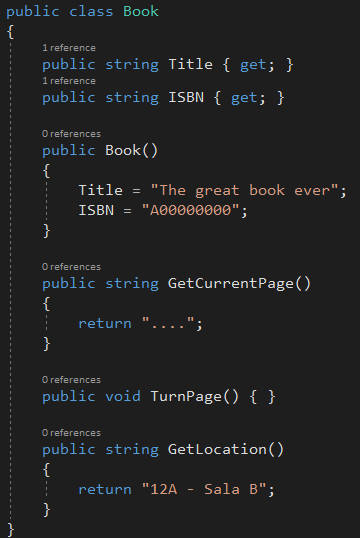 public class Book
{
1 reference
public string Title { get; }
1 reference
public string ISBN { get; }
0 references
public Book()
{
Title = "The great book ever";
ISBN = "A00000000";
}
0 references
public string GetCurrentPage()
{
return "....";
}
0 references
public void TurnPage() { }
0 references
public string GetLocation()
{
return "12A - Sala B";
}
}